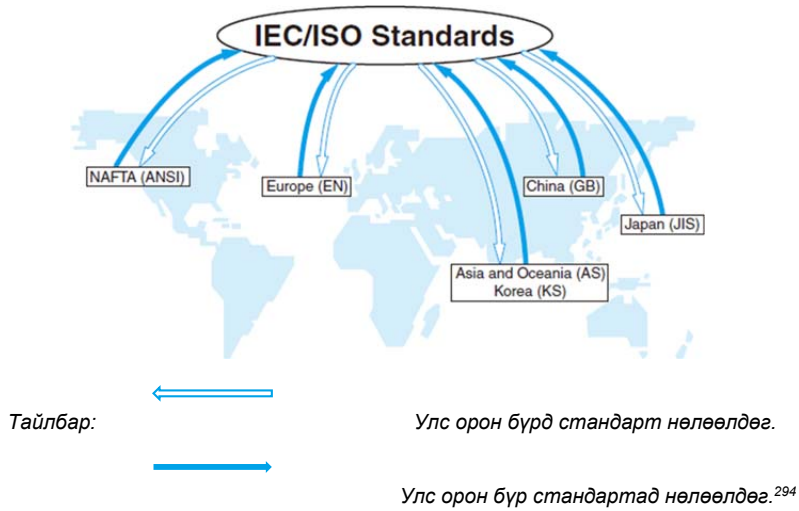 IEC/ISO Standards
NAFTA (ANSI)
Europe (EN)
China (GB)
Japan (JIS)
Asia and Oceania (AS)
Korea (KS)
Тайлбар: Улс орон бүрд стандарт нөлөөлдөг.
Улс орон бүр стандартад нөлөөлдөг.294